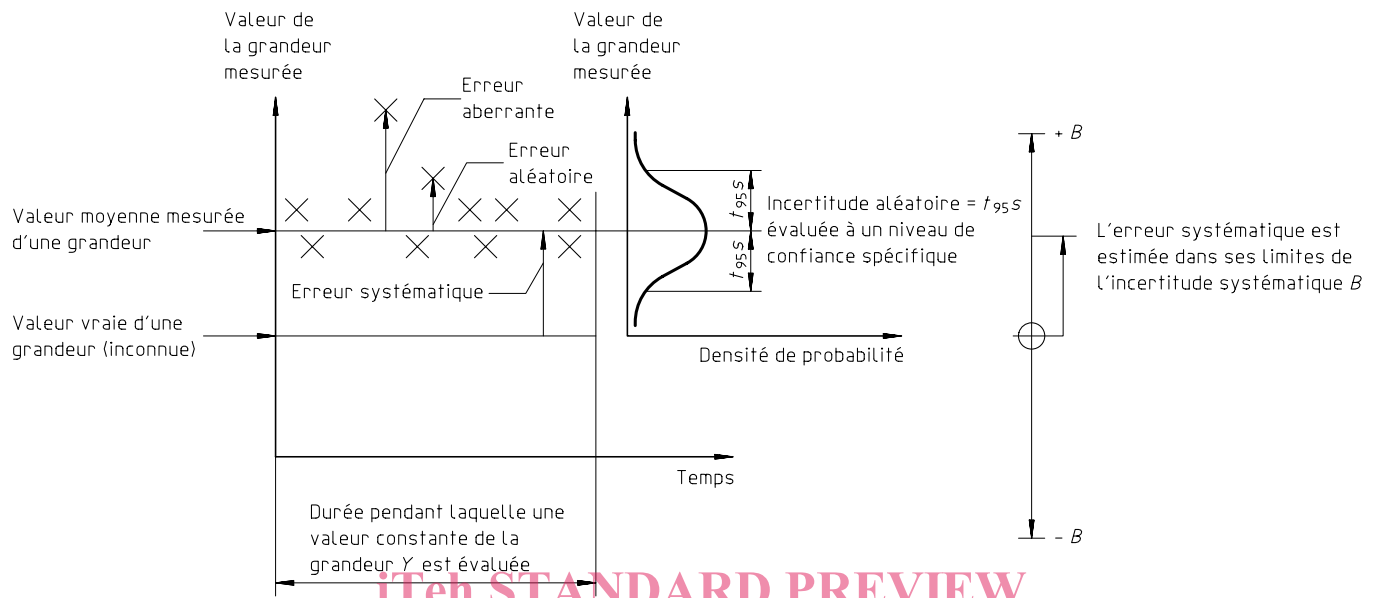 Valeur de
la grandeur
mesurée
Valeur de
la grandeur
mesurée
Erreur
aberrante
Erreur
aléatoire
+ B
Valeur moyenne mesurée
d'une grandeur
t95s
t95s
Incertitude aléatoire = t95s
évaluée à un niveau de
confiance spécifique
L'erreur systématique est
estimée dans ses limites de
l'incertitude systématique B
Erreur systématique
Valeur vraie d'une
grandeur (inconnue)
Densité de probabilité
Temps
Durée pendant laquelle une
valeur constante de la
grandeur Y est évaluée
– B
iTeh STANDARD PREVIEW